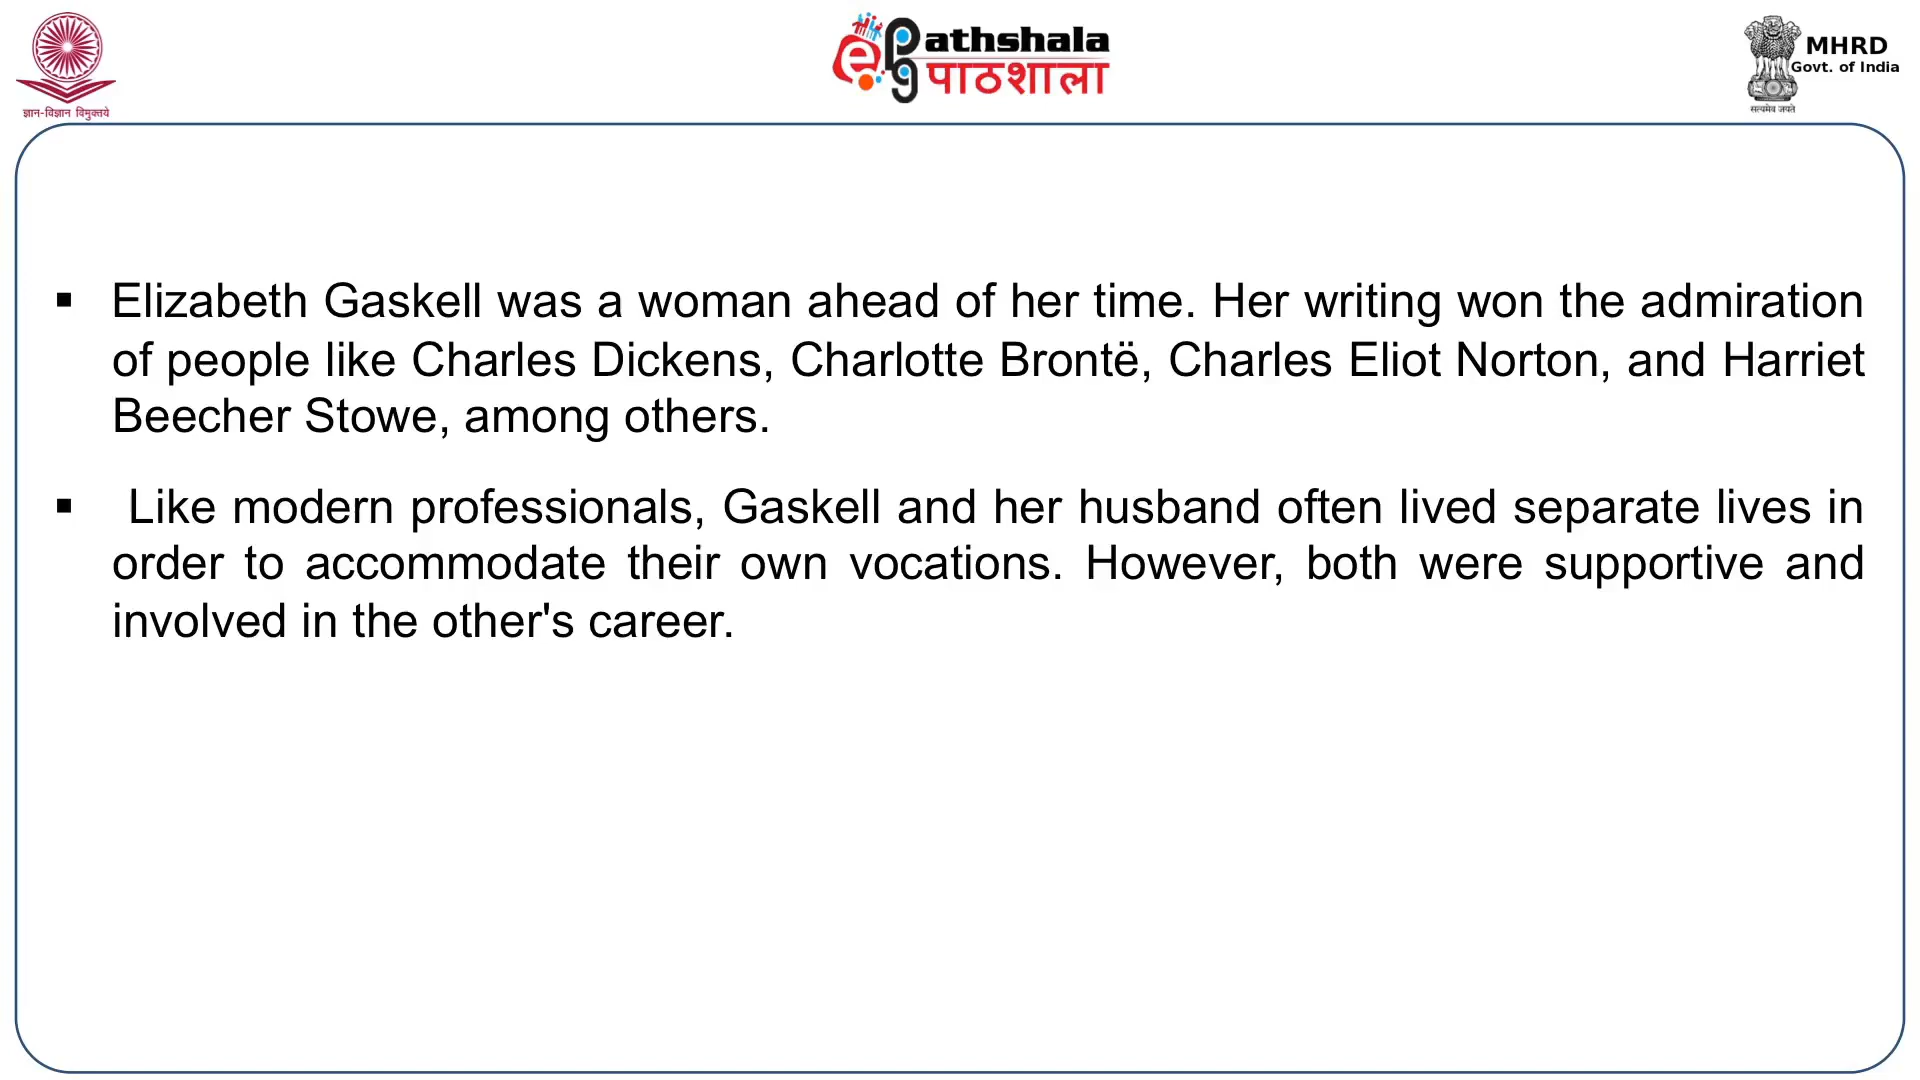 ज्ञान-विज्ञान विमुक्तये
ePathshala
पाठशाला
pg
MHRD
Govt. of India
सत्यमेव जयते
▪ Elizabeth Gaskell was a woman ahead of her time. Her writing won the admiration
of people like Charles Dickens, Charlotte Brontë, Charles Eliot Norton, and Harriet
Beecher Stowe, among others.
▪ Like modern professionals, Gaskell and her husband often lived separate lives in
order to accommodate their own vocations. However, both were supportive and
involved in the other's career.